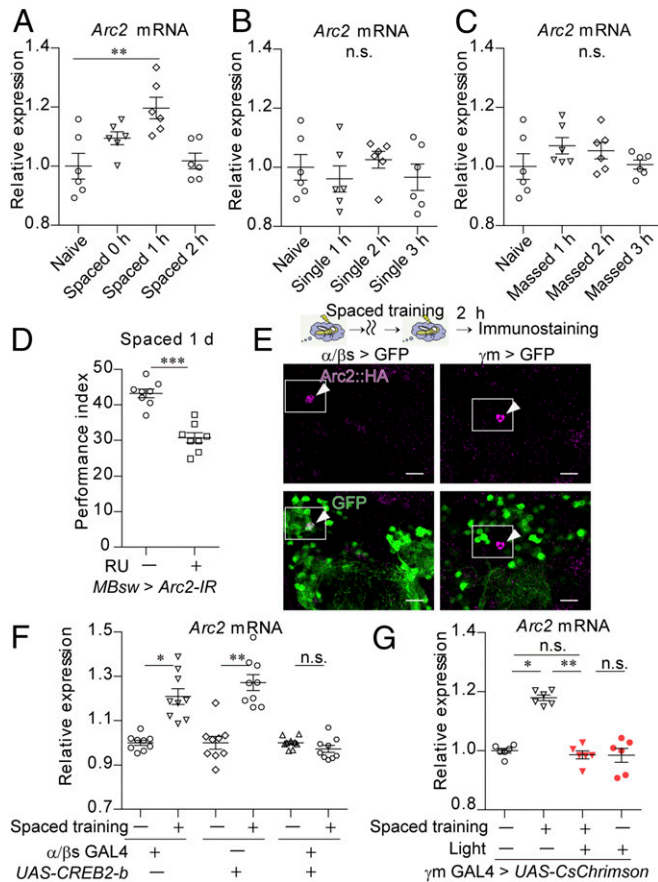 A
Arc2 mRNA
**
Relative expression
1.4
1.2
1.0
0.8
Naive
Spaced 0 h
Spaced 1 h
Spaced 2 h
B
Arc2 mRNA
n.s.
Relative expression
1.4
1.2
1.0
0.8
Naive
Single 1 h
Single 2 h
Single 3 h
C
Arc2 mRNA
n.s.
Relative expression
1.4
1.2
1.0
0.8
Naive
Massed 1 h
Massed 2 h
Massed 3 h
D
Spaced 1 d
***
Performance index
50
40
30
20
10
0
RU — +
MBsw > Arc2-IR
E
Spaced training 2 h
Immunostaining
α/βs > GFP γm > GFP
Arc2::HA
GFP
F
Arc2 mRNA
* ** n.s.
Relative expression
1.5
1.3
1.1
0.9
0.7
Spaced training — + — + — +
α/βs GAL4 + — +
UAS-CREB2-b — + +
G
Arc2 mRNA
n.s.
* ** n.s.
Relative expression
1.4
1.2
1.0
0.8
Spaced training — + + —
Light — — + +
γm GAL4 > UAS-CsChrimson